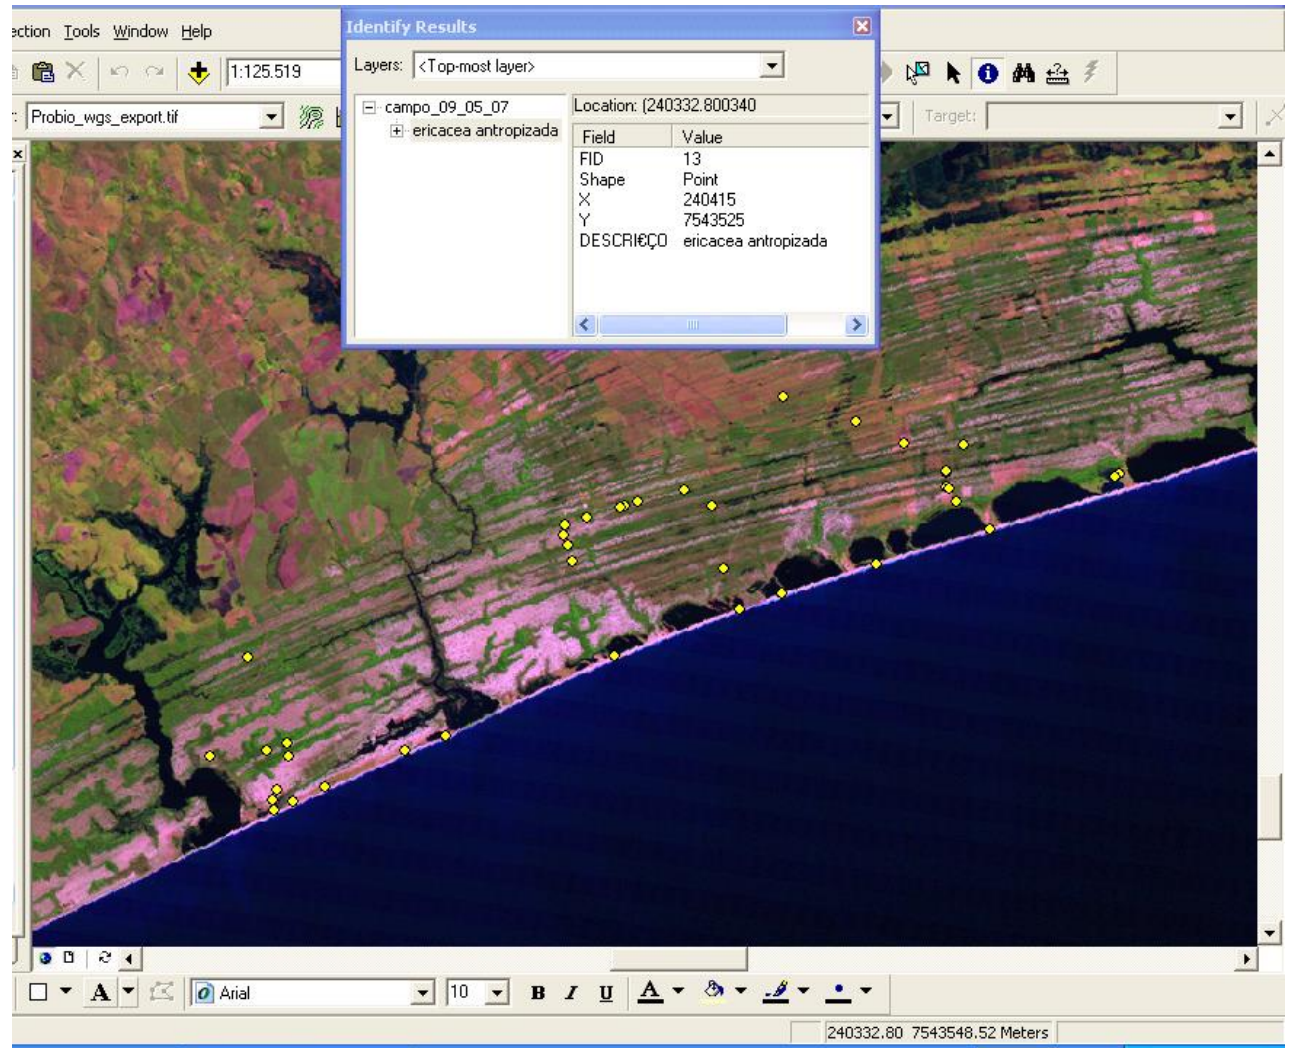 ection Tools Window Help
Identify Results
1:125.519
Layers: <Top-most layer>
Probio_wgs_export.tif
Target:
campo_09_05_07
ericacea antropizada
Location: (240332.800340
Field Value
FID 13
Shape Point
X 240415
Y 7543525
DESCRI€ÇO ericacea antropizada
A Arial 10 B I U A
240332.80 7543548.52 Meters